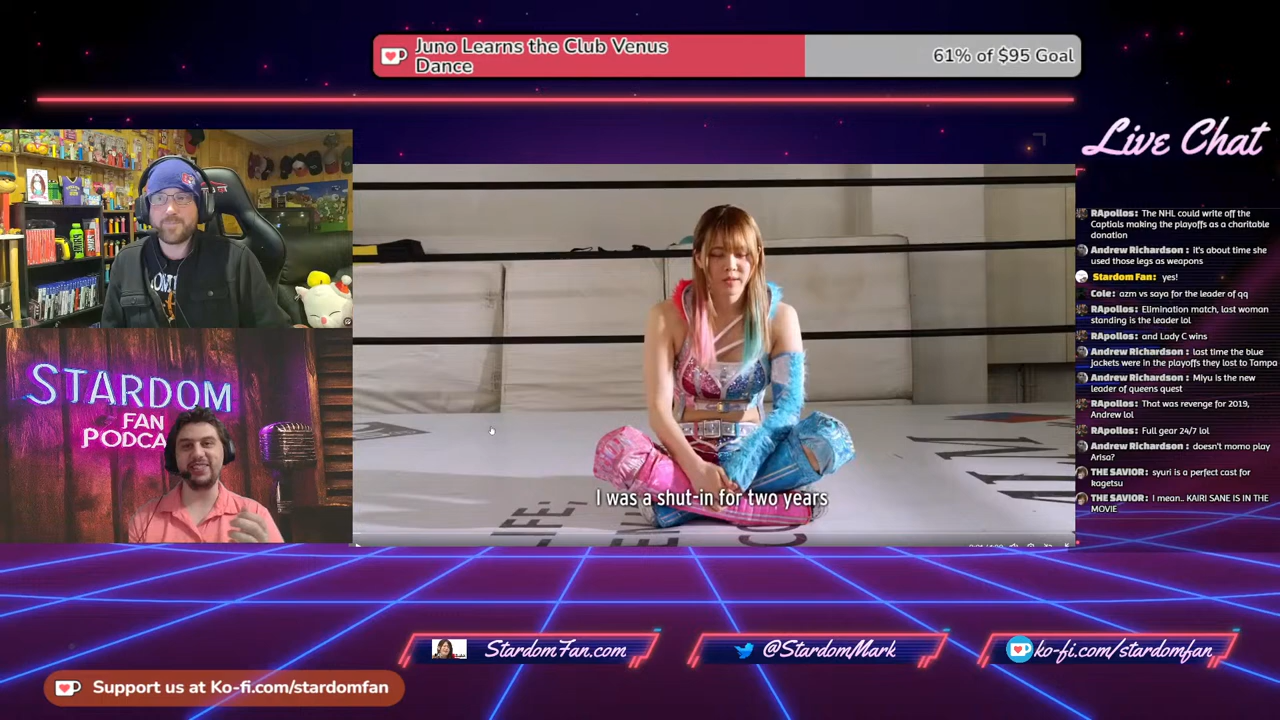 Juno Learns the Club Venus
Dance
61% of $95 Goal
Live Chat
RApollos: The NHL could write off the
Captials making the playoffs as a charitable
donation
Andrew Richardson : it's about time she
used those legs as weapons
Stardom Fan: yes!
Cole: azm vs saya for the leader of qq
RApollos: Elimination match, last woman
standing is the leader lol
RApollos: and Lady C wins
Andrew Richardson : last time the blue
jackets were in the playoffs they lost to Tampa
Andrew Richardson : Miyu is the new
leader of queens quest
RApollos: That was revenge for 2019,
Andrew lol
RApollos: Full gear 24/7 lol
Andrew Richardson : doesn't momo play
Arisa?
THE SAVIOR: syuri is a perfect cast for
kagetsu
THE SAVIOR: I mean.. KAIRI SANE IS IN THE
MOVIE
STARDOM
FAN
PODCA
I was a shut-in for two years
LIFE;
StardomFan.com
@StardomMark
ko-fi.com/stardomfan
Support us at Ko-fi.com/stardomfan